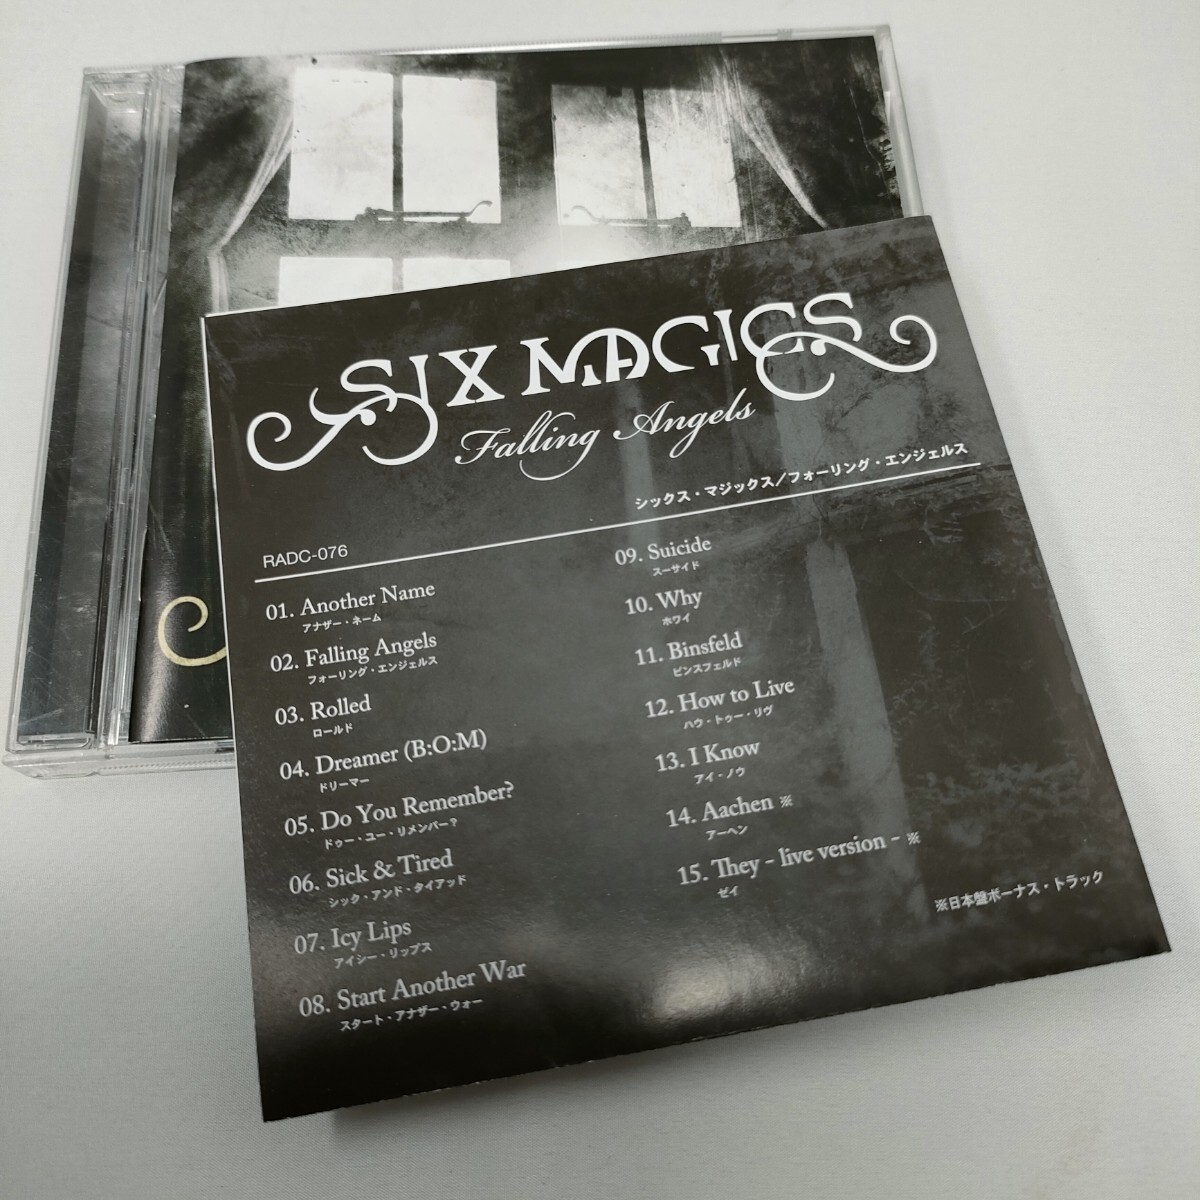 SIX MAGICS
Falling Angels
シックス・マジックス／フォーリング・エンジェルス
RADC-076
01. Another Name
アナザー・ネーム
02. Falling Angels
フォーリング・エンジェルス
03. Rolled
ロールド
04. Dreamer (B:O:M)
ドリーマー
05. Do You Remember?
ドゥー・ユー・リメンバー？
06. Sick & Tired
シック・アンド・タイアッド
07. Icy Lips
アイシー・リップス
08. Start Another War
スタート・アナザー・ウォー
09. Suicide
スーサイド
10. Why
ホワイ
11. Binsfeld
ビンスフェルド
12. How to Live
ハウ・トゥー・リヴ
13. I Know
アイ・ノウ
14. Aachen ※
アーヘン
15. They - live version - ※
ゼイ
※日本盤ボーナス・トラック